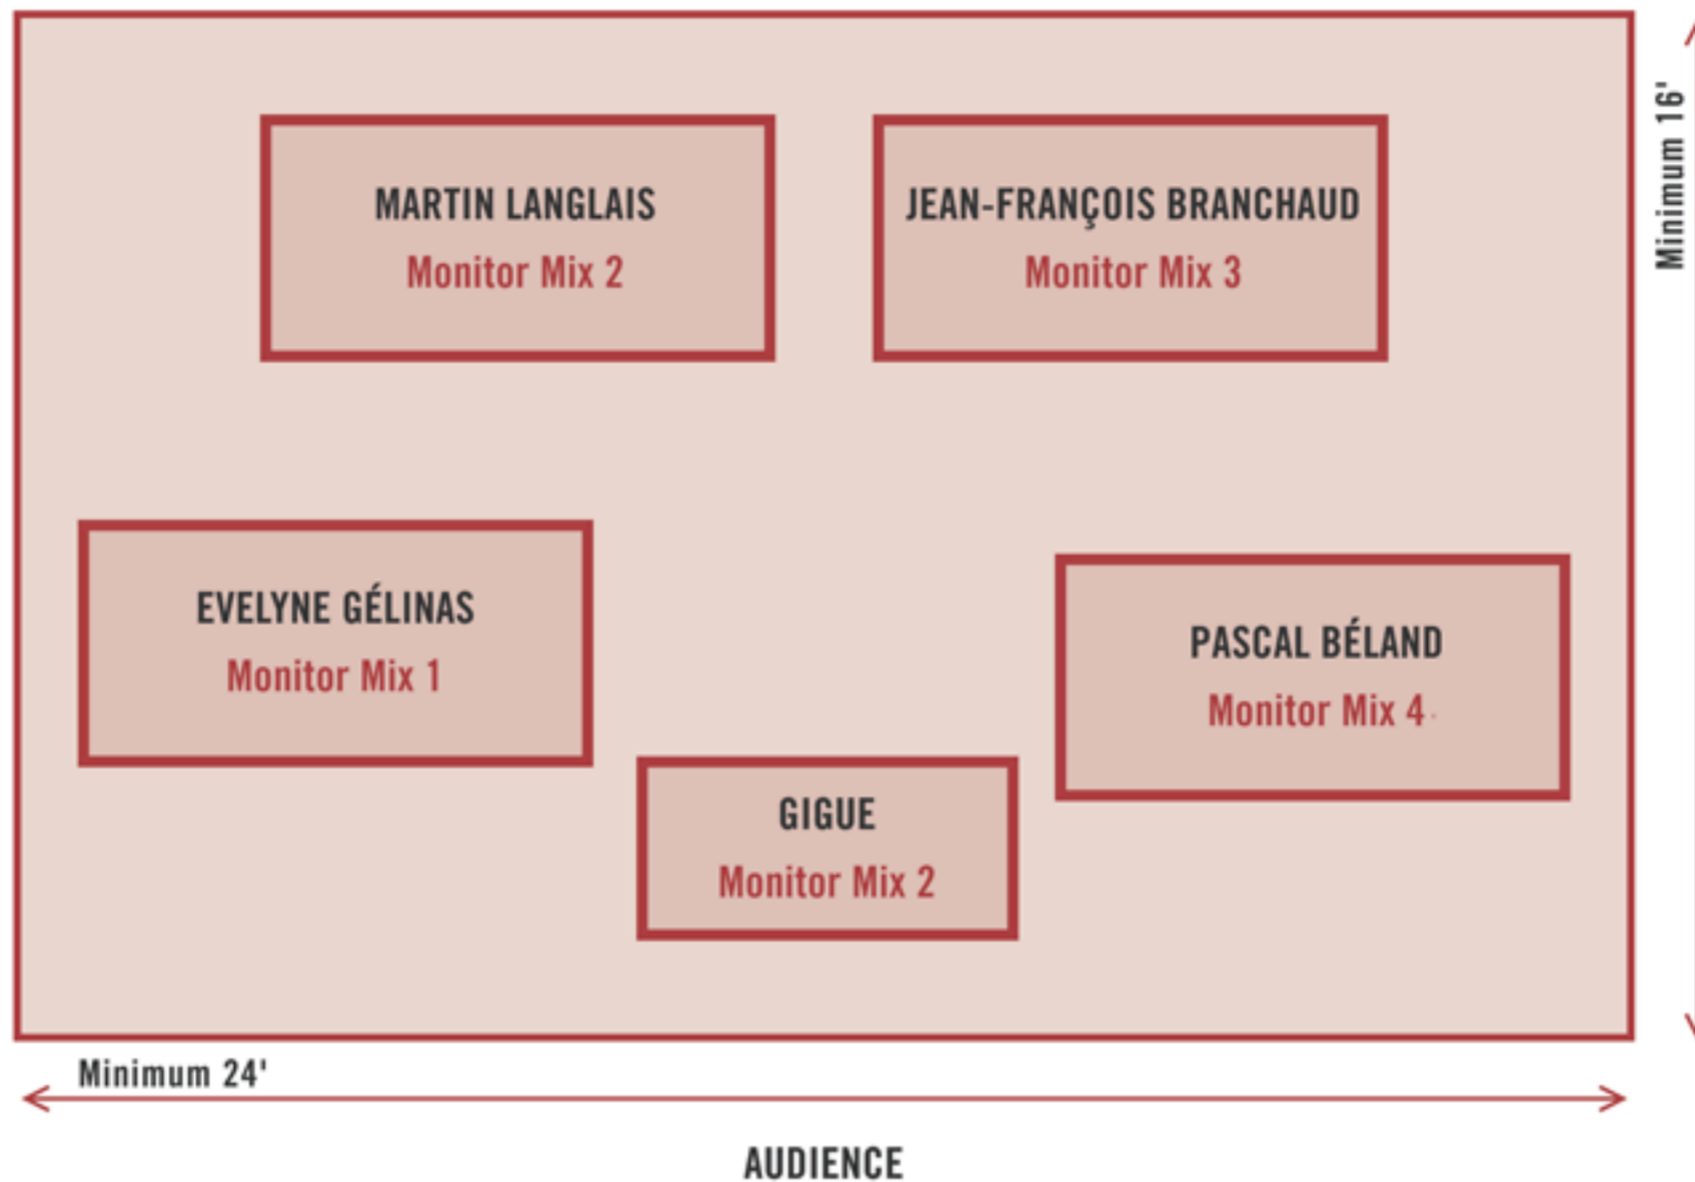 Minimum 16'
MARTIN LANGLAIS
Monitor Mix 2
JEAN-FRANÇOIS BRANCHAUD
Monitor Mix 3
EVELYNE GÉLINAS
Monitor Mix 1
PASCAL BÉLAND
Monitor Mix 4
GIGUE
Monitor Mix 2
Minimum 24'
AUDIENCE